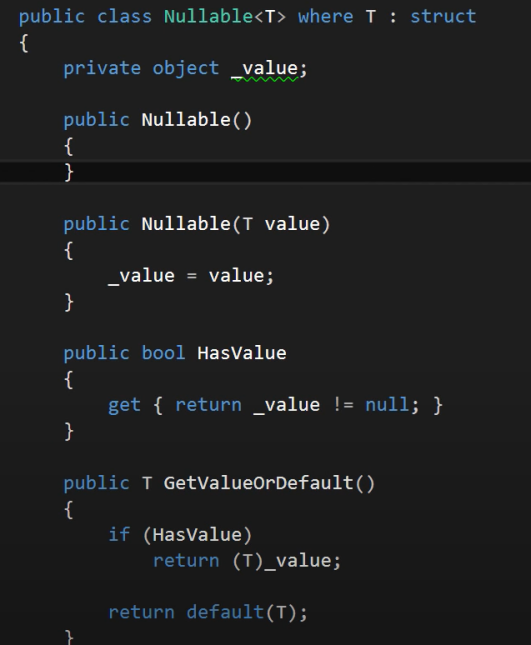 public class Nullable<T> where T : struct
{
    private object _value;

    public Nullable()
    {
    }

    public Nullable(T value)
    {
        _value = value;
    }

    public bool HasValue
    {
        get { return _value != null; }
    }

    public T GetValueOrDefault()
    {
        if (HasValue)
            return (T)_value;

        return default(T);
    }